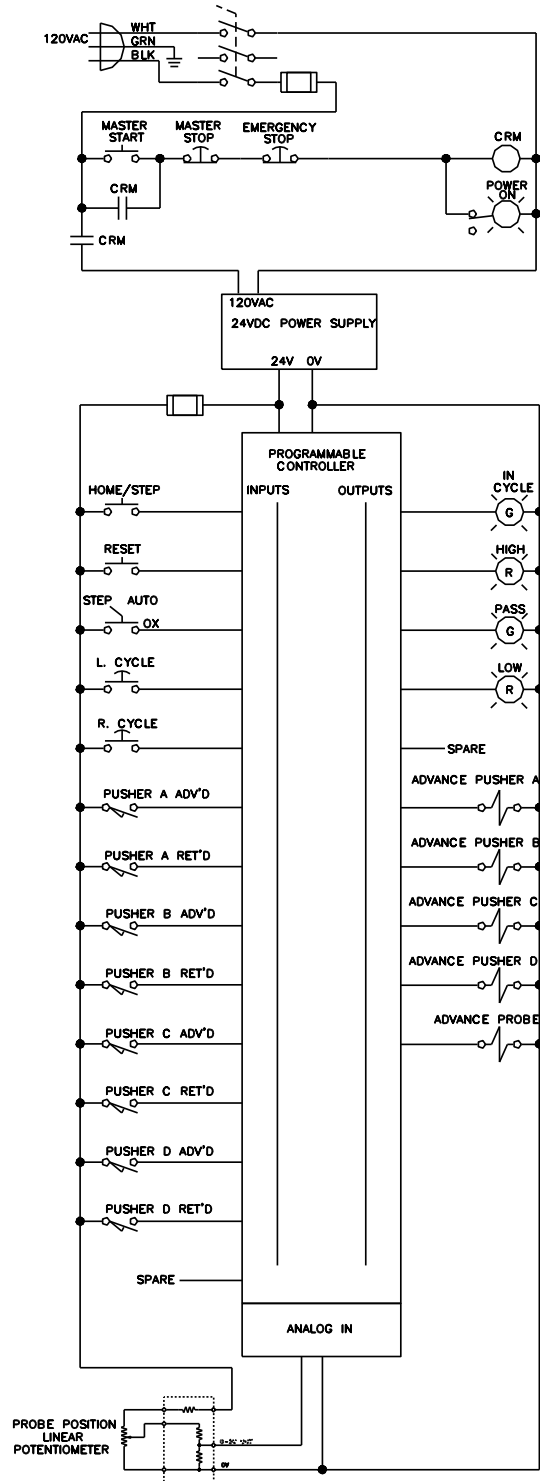 120VAC
WHT
GRN
BLK
MASTER
START
MASTER
STOP
EMERGENCY
STOP
CRM
CRM
POWER
ON
CRM
120VAC
24VDC POWER SUPPLY
24V 0V
PROGRAMMABLE
CONTROLLER
INPUTS
OUTPUTS
HOME/STEP
RESET
STEP AUTO
OX
L. CYCLE
R. CYCLE
PUSHER A ADV'D
PUSHER A RET'D
PUSHER B ADV'D
PUSHER B RET'D
PUSHER C ADV'D
PUSHER C RET'D
PUSHER D ADV'D
PUSHER D RET'D
SPARE
IN
CYCLE
G
HIGH
R
PASS
G
LOW
R
SPARE
ADVANCE PUSHER A
ADVANCE PUSHER B
ADVANCE PUSHER C
ADVANCE PUSHER D
ADVANCE PROBE
ANALOG IN
PROBE POSITION
LINEAR
POTENTIOMETER
0V